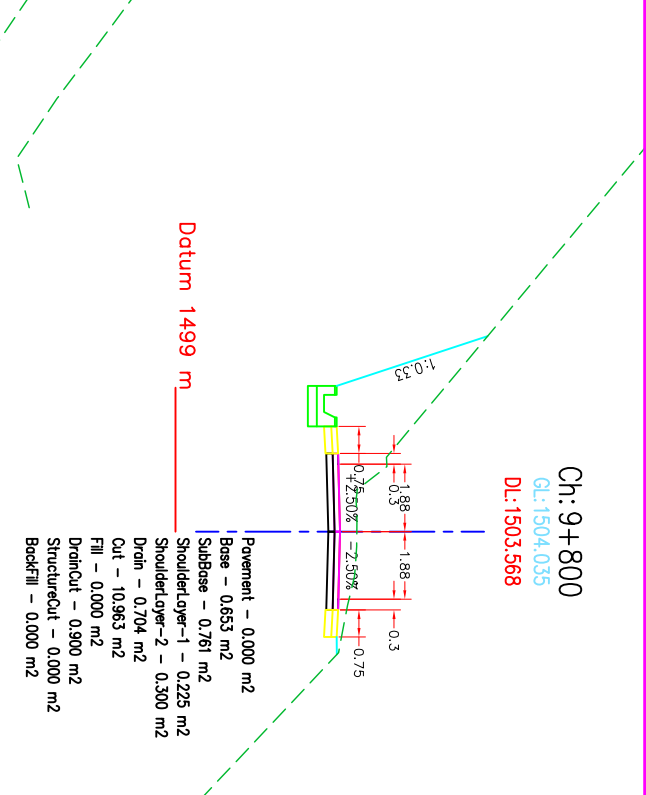 Ch: 9+800
GL:1504.035
DL:1503.568
1:0.33
1.88
1.88
0.3
0.3
0.75
0.75
+2.50%
-2.50%
Datum 1499 m
Pavement - 0.000 m2
Base - 0.653 m2
SubBase - 0.761 m2
ShoulderLayer-1 - 0.225 m2
ShoulderLayer-2 - 0.300 m2
Drain - 0.704 m2
Cut - 10.963 m2
Fill - 0.000 m2
DrainCut - 0.900 m2
StructureCut - 0.000 m2
BackFill - 0.000 m2